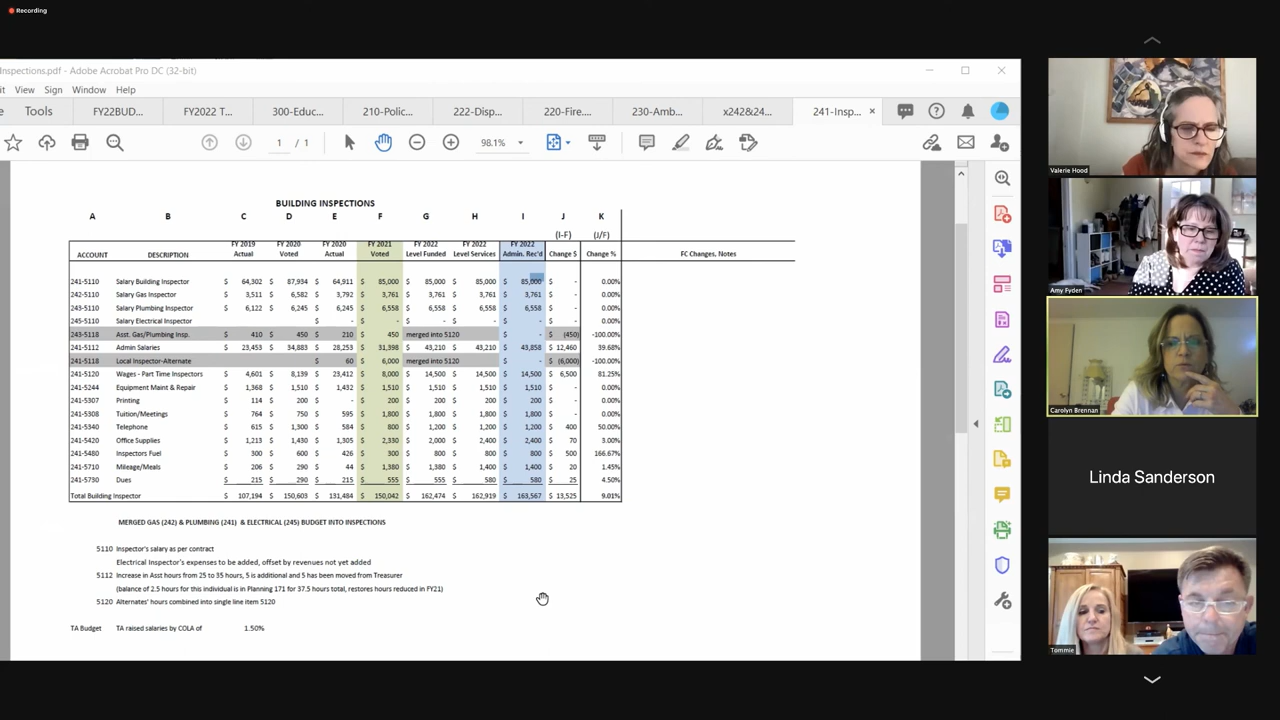 Recording
Inspections.pdf - Adobe Acrobat Pro DC (32-bit)
it View Sign Window Help
e Tools FY22BUD... FY2022 T... 300-Educ... 210-Polic... 222-Disp... 220-Fire... 230-Amb... x242&24... 241-Insp... ×
1 / 1 98.1%
BUILDING INSPECTIONS
A B C D E F G H I J K
(I-F) (J/F)
FY 2019 FY 2020 FY 2020 FY 2021 FY 2022 FY 2022 FY 2022
ACCOUNT DESCRIPTION Actual Voted Actual Voted Level Funded Level Services Admin. Rec'd Change $ Change % FC Changes, Notes
241-5110 Salary Building Inspector $ 64,302 $ 87,934 $ 64,911 $ 85,000 $ 85,000 $ 85,000 $ 85,000 $ - 0.00%
242-5110 Salary Gas Inspector $ 3,511 $ 6,582 $ 3,792 $ 3,761 $ 3,761 $ 3,761 $ 3,761 $ - 0.00%
243-5110 Salary Plumbing Inspector $ 6,122 $ 6,245 $ 6,245 $ 6,558 $ 6,558 $ 6,558 $ 6,558 $ - 0.00%
245-5110 Salary Electrical Inspector $ - $ - $ - $ - $ - $ - 0.00%
243-5118 Asst. Gas/Plumbing Insp. $ 410 $ 450 $ 210 $ 450 merged into 5120 $ - $ (450) -100.00%
241-5112 Admin Salaries $ 23,453 $ 34,883 $ 28,253 $ 31,398 $ 43,210 $ 43,210 $ 43,858 $ 12,460 39.68%
241-5118 Local Inspector-Alternate $ 60 $ 6,000 merged into 5120 $ - $ (6,000) -100.00%
241-5120 Wages - Part Time Inspectors $ 4,601 $ 8,139 $ 23,412 $ 8,000 $ 14,500 $ 14,500 $ 14,500 $ 6,500 81.25%
241-5244 Equipment Maint & Repair $ 1,368 $ 1,510 $ 1,432 $ 1,510 $ 1,510 $ 1,510 $ 1,510 $ - 0.00%
241-5307 Printing $ 114 $ 200 $ - $ 200 $ 200 $ 200 $ 200 $ - 0.00%
241-5308 Tuition/Meetings $ 764 $ 750 $ 595 $ 1,800 $ 1,800 $ 1,800 $ 1,800 $ - 0.00%
241-5340 Telephone $ 615 $ 1,300 $ 584 $ 800 $ 1,200 $ 1,200 $ 1,200 $ 400 50.00%
241-5420 Office Supplies $ 1,213 $ 1,430 $ 1,305 $ 2,330 $ 2,000 $ 2,400 $ 2,400 $ 70 3.00%
241-5480 Inspectors Fuel $ 300 $ 600 $ 426 $ 300 $ 800 $ 800 $ 800 $ 500 166.67%
241-5710 Mileage/Meals $ 206 $ 290 $ 44 $ 1,380 $ 1,380 $ 1,400 $ 1,400 $ 20 1.45%
241-5730 Dues $ 215 $ 290 $ 215 $ 555 $ 555 $ 580 $ 580 $ 25 4.50%
Total Building Inspector $ 107,194 $ 150,603 $ 131,484 $ 150,042 $ 162,474 $ 162,919 $ 163,567 $ 13,525 9.01%
MERGED GAS (242) & PLUMBING (241) & ELECTRICAL (245) BUDGET INTO INSPECTIONS
5110 Inspector's salary as per contract
Electrical Inspector's expenses to be added, offset by revenues not yet added
5112 Increase in Asst hours from 25 to 35 hours, 5 is additional and 5 has been moved from Treasurer
(balance of 2.5 hours for this individual is in Planning 171 for 37.5 hours total, restores hours reduced in FY21)
5120 Alternates' hours combined into single line item 5120
TA Budget TA raised salaries by COLA of 1.50%
Valerie Hood
Amy Fyden
Carolyn Brennan
Linda Sanderson
Tommie